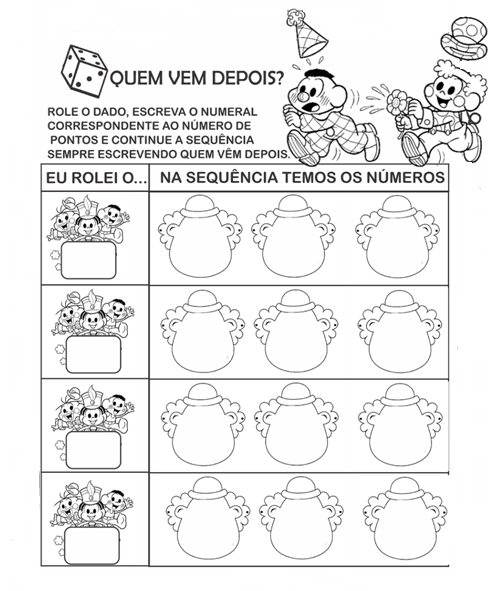 QUEM VEM DEPOIS?
ROLE O DADO, ESCREVA O NUMERAL
CORRESPONDENTE AO NÚMERO DE
PONTOS E CONTINUE A SEQUÊNCIA
SEMPRE ESCREVENDO QUEM VÊM DEPOIS.
EU ROLEI O... NA SEQUÊNCIA TEMOS OS NÚMEROS